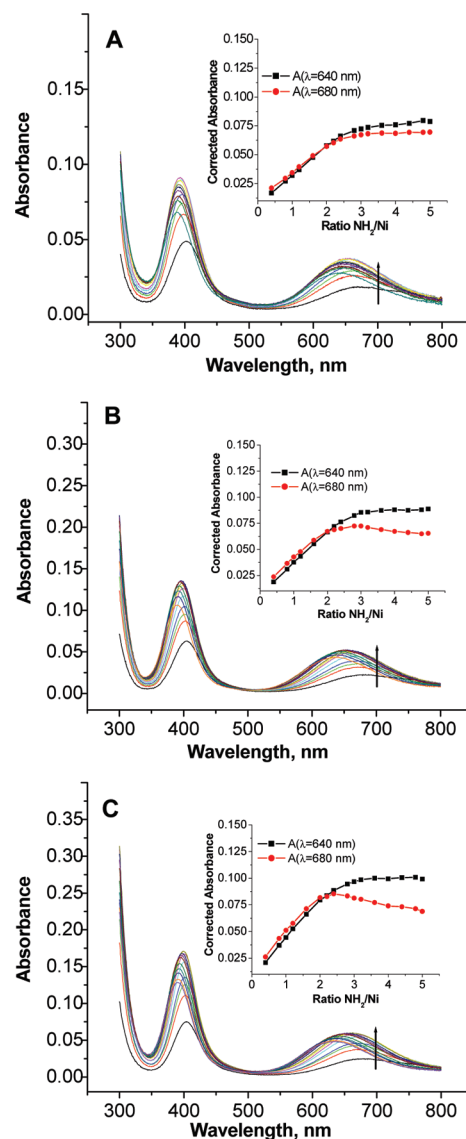 A
Absorbance
0.20
0.15
0.10
0.05
0.00
300 400 500 600 700 800
Wavelength, nm
Corrected Absorbance
0.150
0.125
0.100
0.075
0.050
0.025
A(λ=640 nm)
A(λ=680 nm)
0 1 2 3 4 5
Ratio NH₂/Ni
B
Absorbance
0.30
0.25
0.20
0.15
0.10
0.05
0.00
300 400 500 600 700 800
Wavelength, nm
Corrected Absorbance
0.150
0.125
0.100
0.075
0.050
0.025
A(λ=640 nm)
A(λ=680 nm)
0 1 2 3 4 5
Ratio NH₂/Ni
C
Absorbance
0.35
0.30
0.25
0.20
0.15
0.10
0.05
0.00
300 400 500 600 700 800
Wavelength, nm
Corrected Absorbance
0.150
0.125
0.100
0.075
0.050
0.025
A(λ=640 nm)
A(λ=680 nm)
0 1 2 3 4 5
Ratio NH₂/Ni